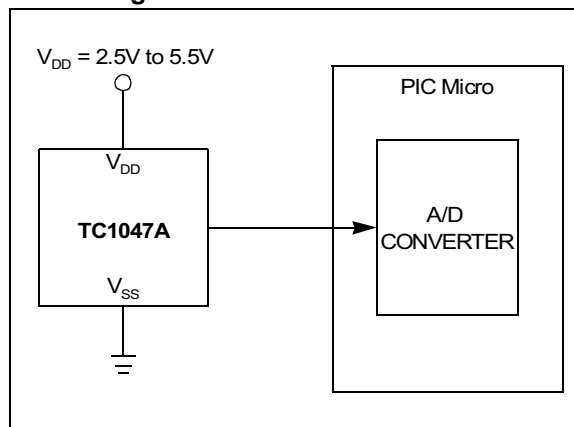 V_DD = 2.5V to 5.5V
PIC Micro
V_DD
TC1047A
A/D
CONVERTER
V_SS